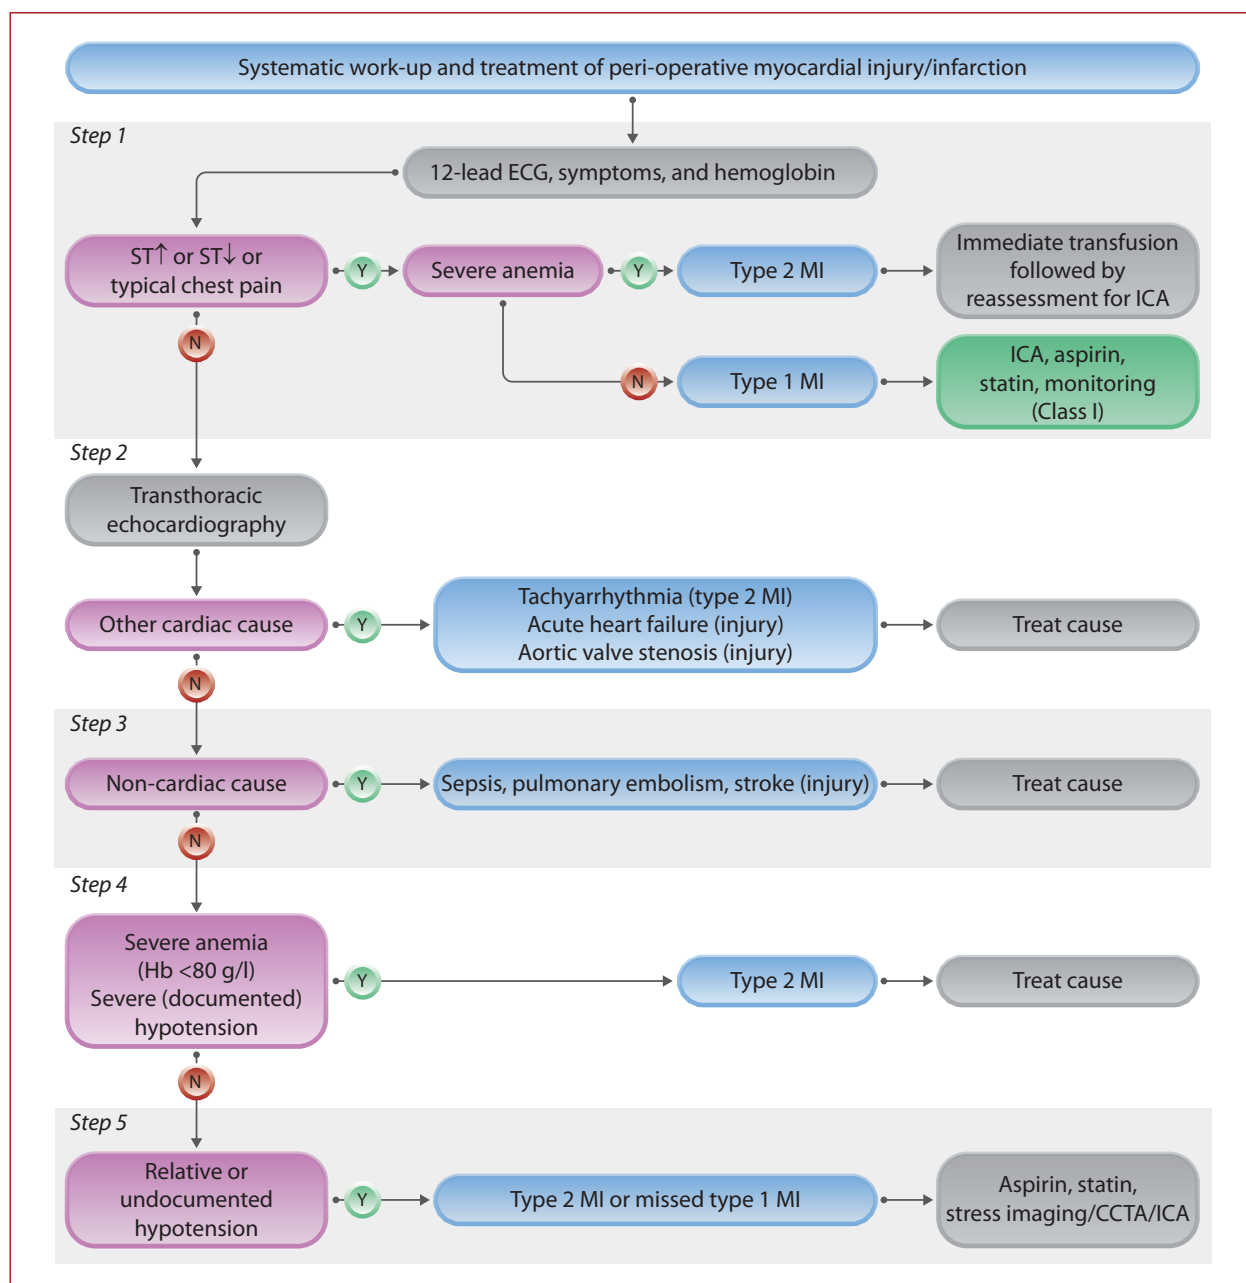 Systematic work-up and treatment of peri-operative myocardial injury/infarction
Step 1
12-lead ECG, symptoms, and hemoglobin
ST↑ or ST↓ or
typical chest pain
Y
Severe anemia
Y
Type 2 MI
Immediate transfusion
followed by
reassessment for ICA
N
N
Type 1 MI
ICA, aspirin,
statin, monitoring
(Class I)
Step 2
Transthoracic
echocardiography
Other cardiac cause
Y
Tachyarrhythmia (type 2 MI)
Acute heart failure (injury)
Aortic valve stenosis (injury)
Treat cause
N
Step 3
Non-cardiac cause
Y
Sepsis, pulmonary embolism, stroke (injury)
Treat cause
N
Step 4
Severe anemia
(Hb <80 g/l)
Severe (documented)
hypotension
Y
Type 2 MI
Treat cause
N
Step 5
Relative or
undocumented
hypotension
Y
Type 2 MI or missed type 1 MI
Aspirin, statin,
stress imaging/CCTA/ICA